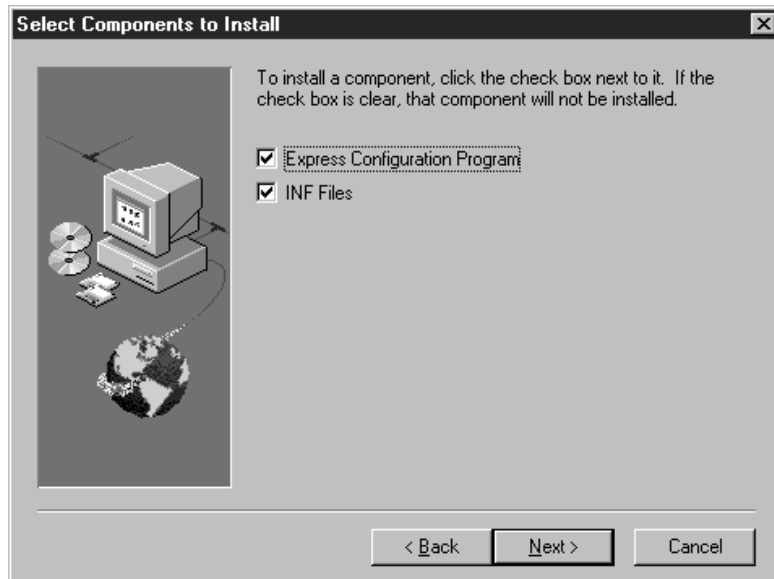 Select Components to Install
To install a component, click the check box next to it. If the
check box is clear, that component will not be installed.
Express Configuration Program
INF Files
< Back
Next >
Cancel